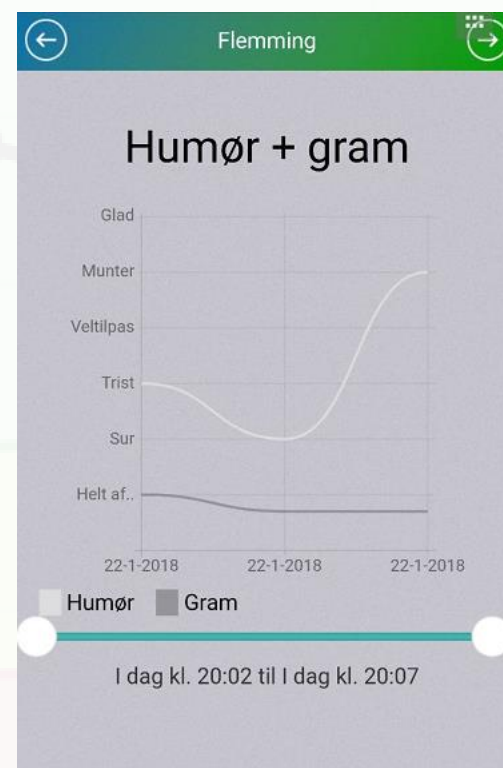 Flemming
Humør + gram
Glad
Munter
Veltilpas
Trist
Sur
Helt af..
22-1-2018 22-1-2018 22-1-2018
Humør Gram
I dag kl. 20:02 til I dag kl. 20:07